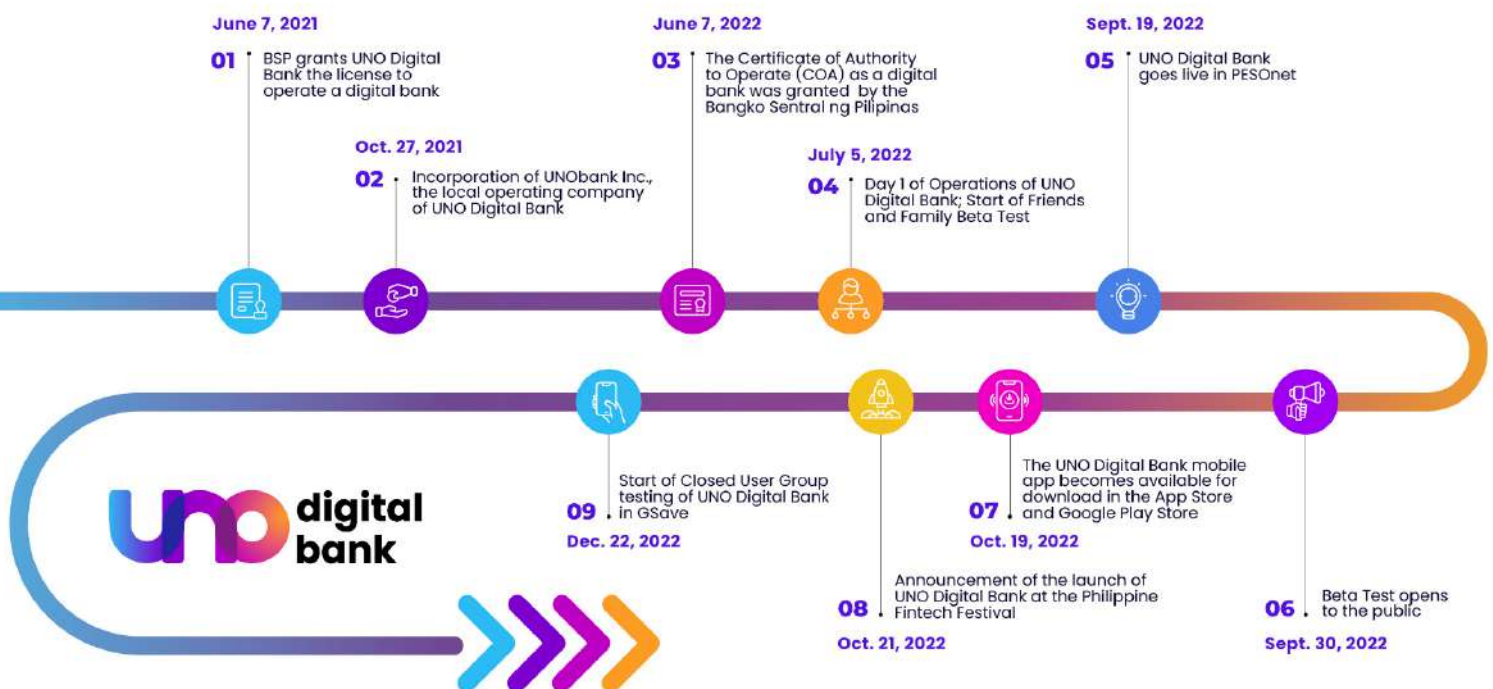 June 7, 2021
01
BSP grants UNO Digital
Bank the license to
operate a digital bank
Oct. 27, 2021
02
Incorporation of UNObank Inc.,
the local operating company
of UNO Digital Bank
June 7, 2022
03
The Certificate of Authority
to Operate (COA) as a digital
bank was granted by the
Bangko Sentral ng Pilipinas
July 5, 2022
04
Day 1 of Operations of UNO
Digital Bank; Start of Friends
and Family Beta Test
Sept. 19, 2022
05
UNO Digital Bank
goes live in PESOnet
06
Beta Test opens
to the public
Sept. 30, 2022
07
The UNO Digital Bank mobile
app becomes available for
download in the App Store
and Google Play Store
Oct. 19, 2022
08
Announcement of the launch of
UNO Digital Bank at the Philippine
Fintech Festival
Oct. 21, 2022
09
Start of Closed User Group
testing of UNO Digital Bank
in GSave
Dec. 22, 2022
uno digital
bank